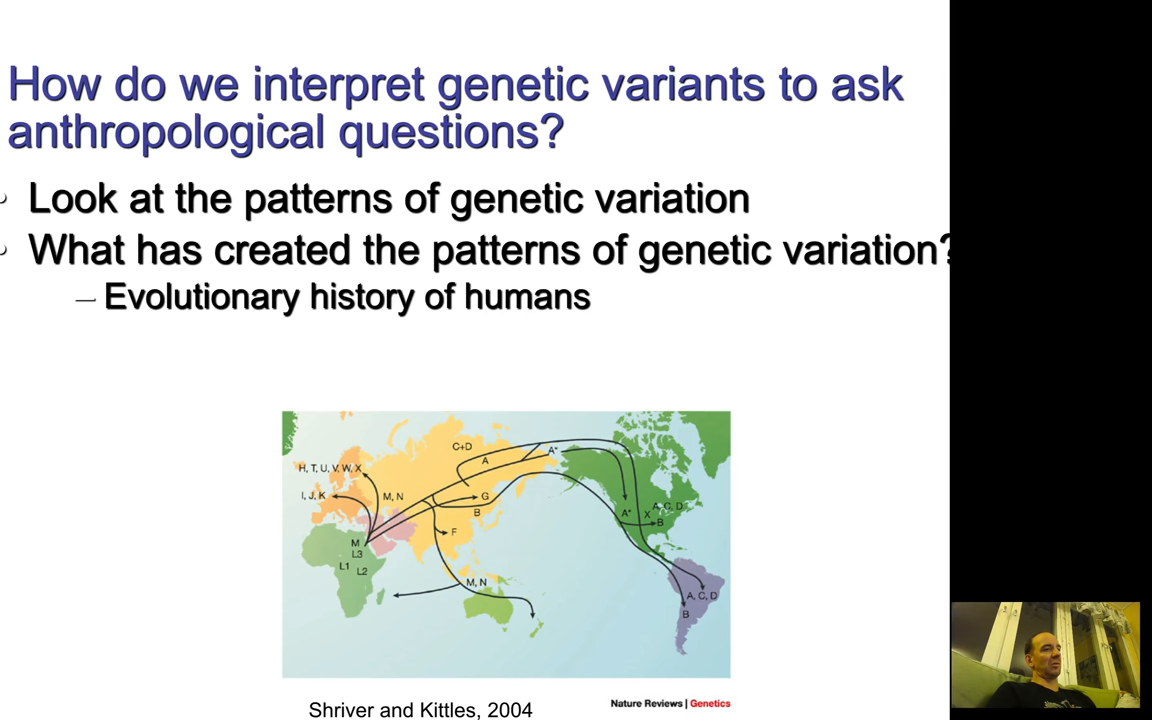 How do we interpret genetic variants to ask
anthropological questions?
Look at the patterns of genetic variation
What has created the patterns of genetic variation?
– Evolutionary history of humans
C+D
A
A*
H, T, U, V, W, X
I, J, K
M, N
G
B
F
M
L3
L1
L2
M, N
A*
X
A, C, D
B
A, C, D
B
Shriver and Kittles, 2004
Nature Reviews | Genetics